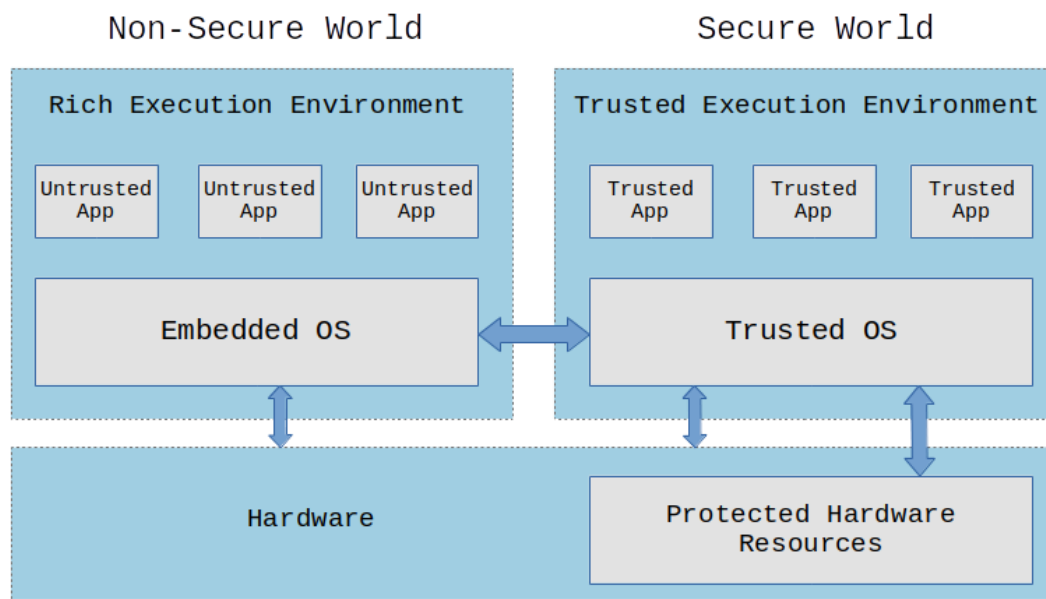 Non-Secure World
Secure World
Rich Execution Environment
Untrusted
App
Untrusted
App
Untrusted
App
Embedded OS
Trusted Execution Environment
Trusted
App
Trusted
App
Trusted
App
Trusted OS
Hardware
Protected Hardware
Resources